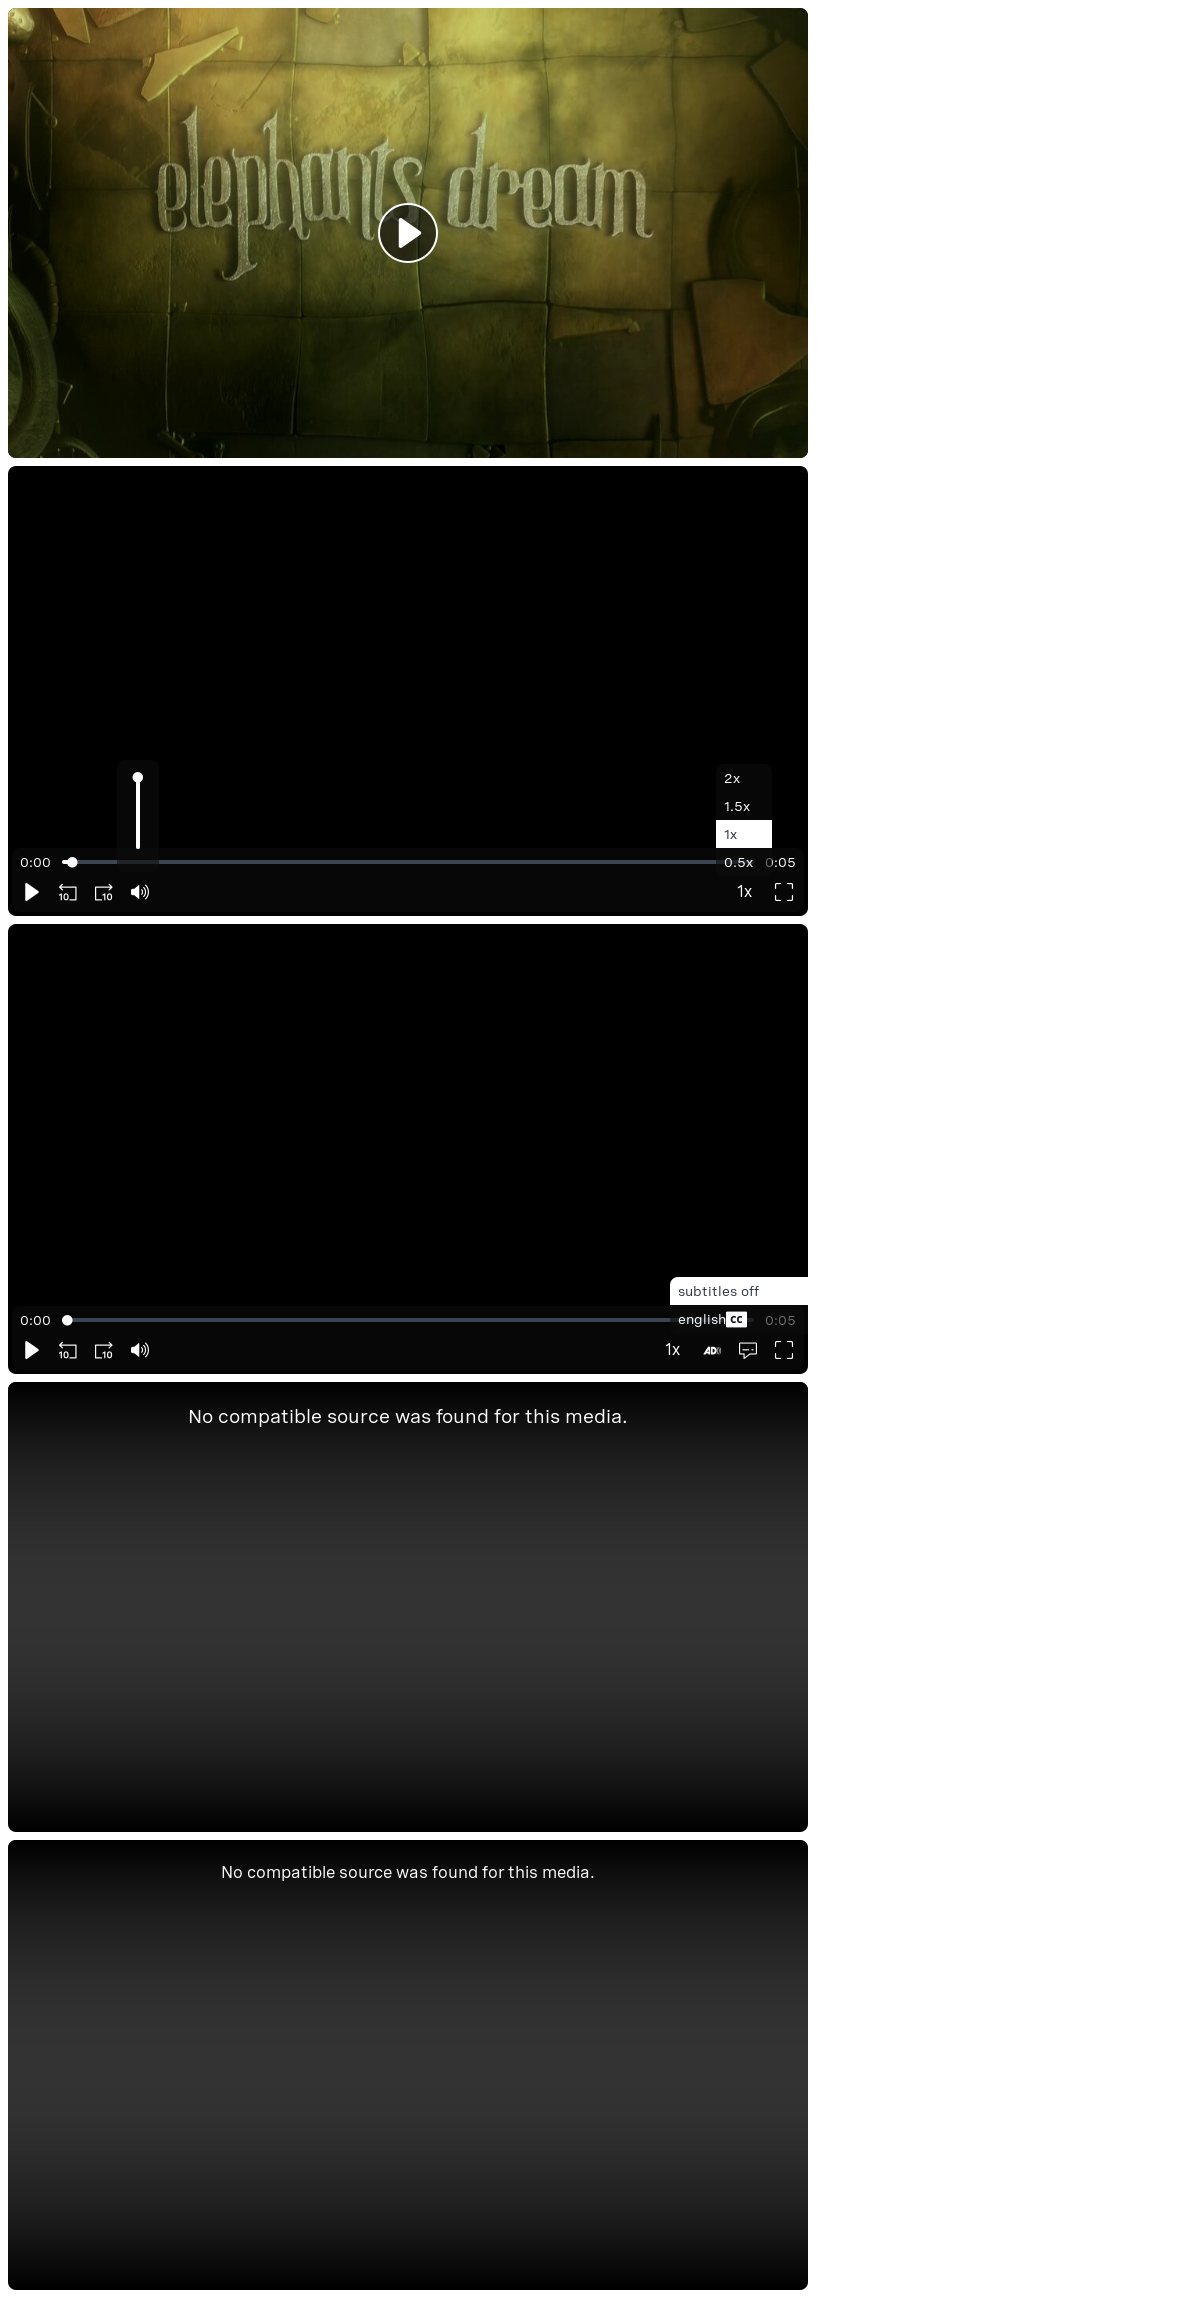 elephants dream
2x
1.5x
1x
0:00 0.5x 0:05
10 10 1x
subtitles off
0:00 english CC 0:05
10 10 1x AD
No compatible source was found for this media.
No compatible source was found for this media.